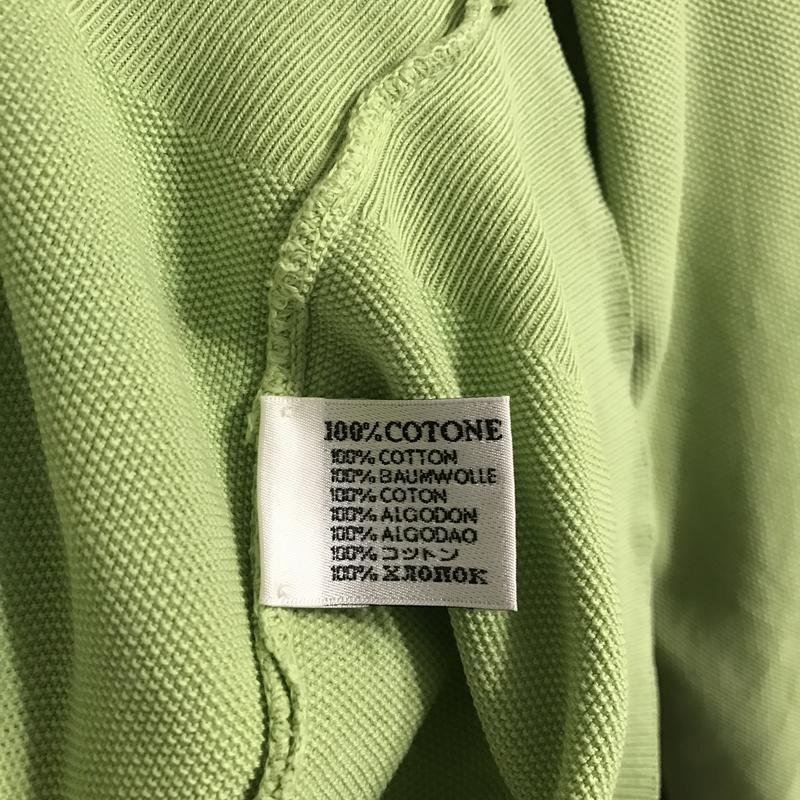 100% COTONE
100% COTTON
100% BAUMWOLLE
100% COTON
100% ALGODON
100% ALGODAO
100% コットン
100% ХЛОПОК